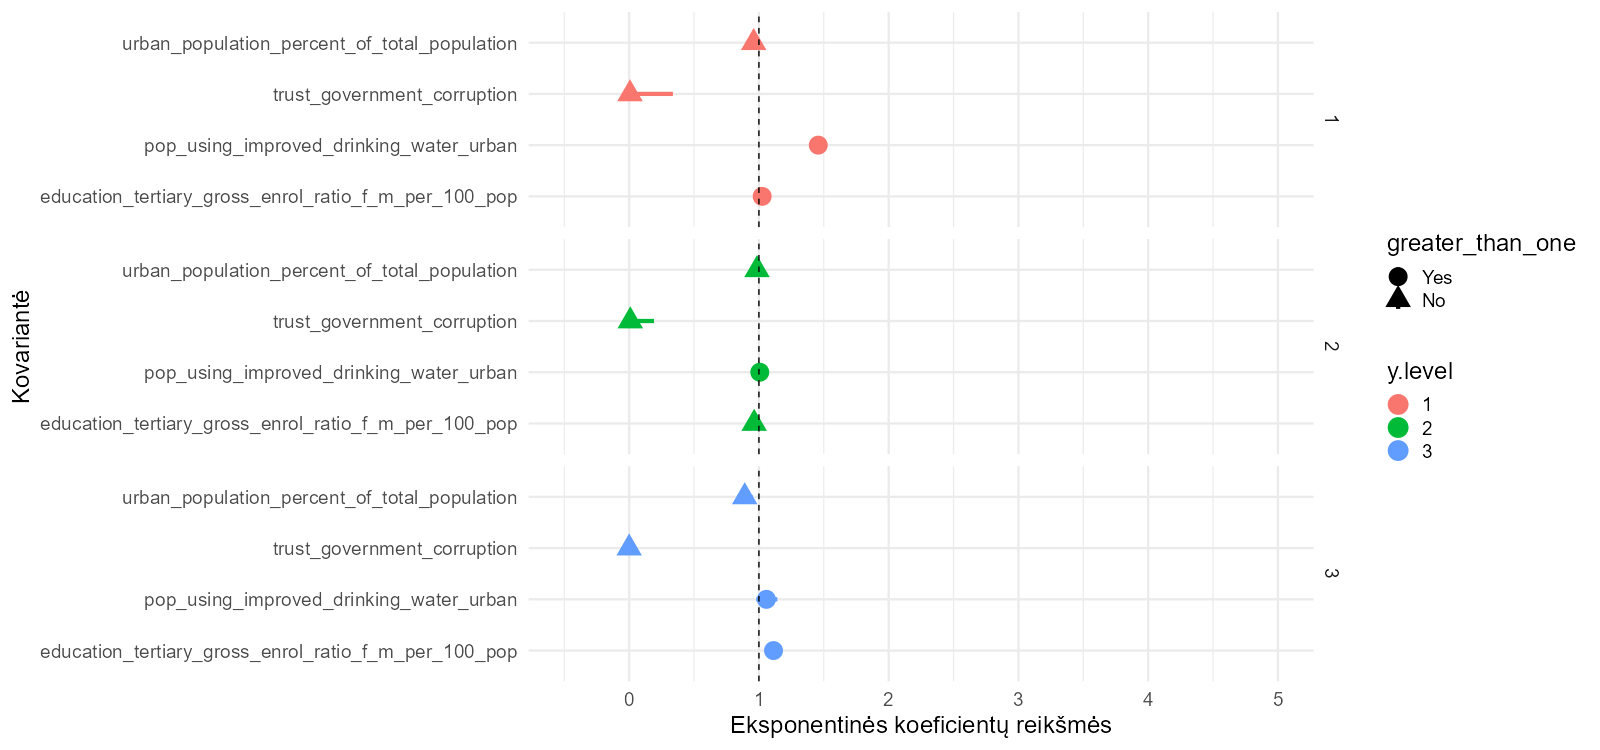 urban_population_percent_of_total_population
trust_government_corruption
pop_using_improved_drinking_water_urban
education_tertiary_gross_enrol_ratio_f_m_per_100_pop
1
urban_population_percent_of_total_population
trust_government_corruption
pop_using_improved_drinking_water_urban
education_tertiary_gross_enrol_ratio_f_m_per_100_pop
2
urban_population_percent_of_total_population
trust_government_corruption
pop_using_improved_drinking_water_urban
education_tertiary_gross_enrol_ratio_f_m_per_100_pop
3
Kovariantė
0 1 2 3 4 5
Eksponentinės koeficientų reikšmės
greater_than_one
Yes
No
y.level
1
2
3